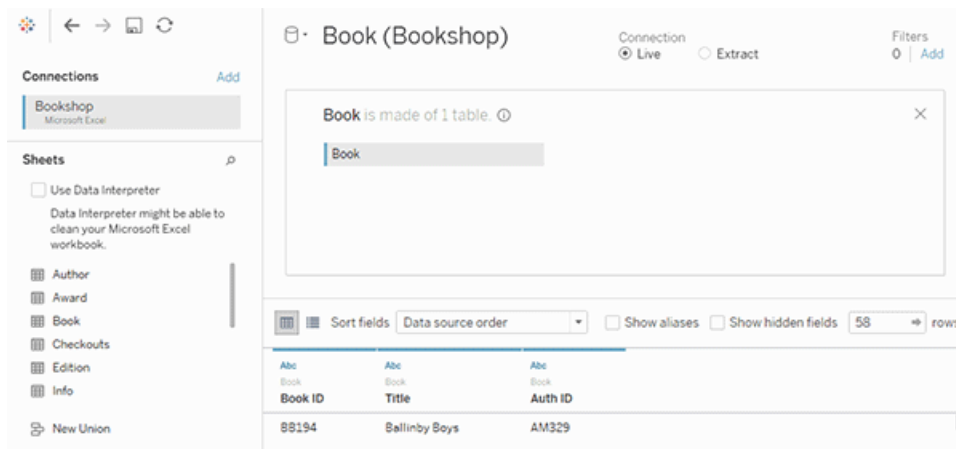 Connections Add
Bookshop
Microsoft Excel
Sheets
Use Data Interpreter
Data Interpreter might be able to
clean your Microsoft Excel
workbook.
Author
Award
Book
Checkouts
Edition
Info
New Union
Book (Bookshop)
Connection
Live Extract
Filters
0 Add
Book is made of 1 table.
Book
Sort fields Data source order Show aliases Show hidden fields 58 rows
Abc Abc Abc
Book Book Book
Book ID Title Auth ID
BB194 Ballinby Boys AM329